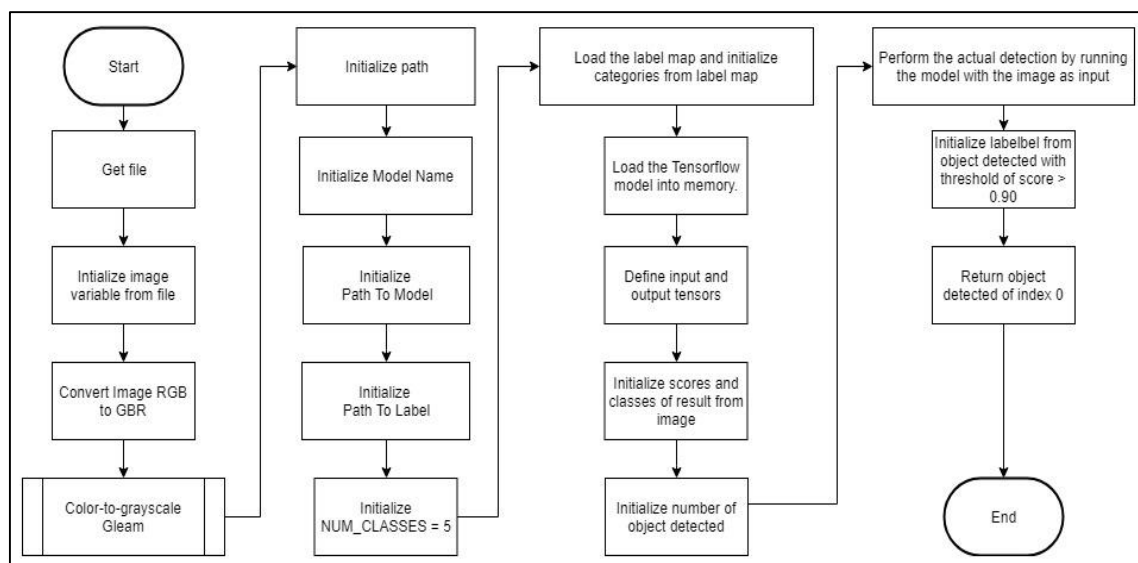 Start
Get file
Intialize image
variable from file
Convert Image RGB
to GBR
Color-to-grayscale
Gleam
Initialize path
Initialize Model Name
Initialize
Path To Model
Initialize
Path To Label
Initialize
NUM_CLASSES = 5
Load the label map and initialize
categories from label map
Load the Tensorflow
model into memory.
Define input and
output tensors
Initialize scores and
classes of result from
image
Initialize number of
object detected
Perform the actual detection by running
the model with the image as input
Initialize labelbel from
object detected with
threshold of score >
0.90
Return object
detected of index 0
End